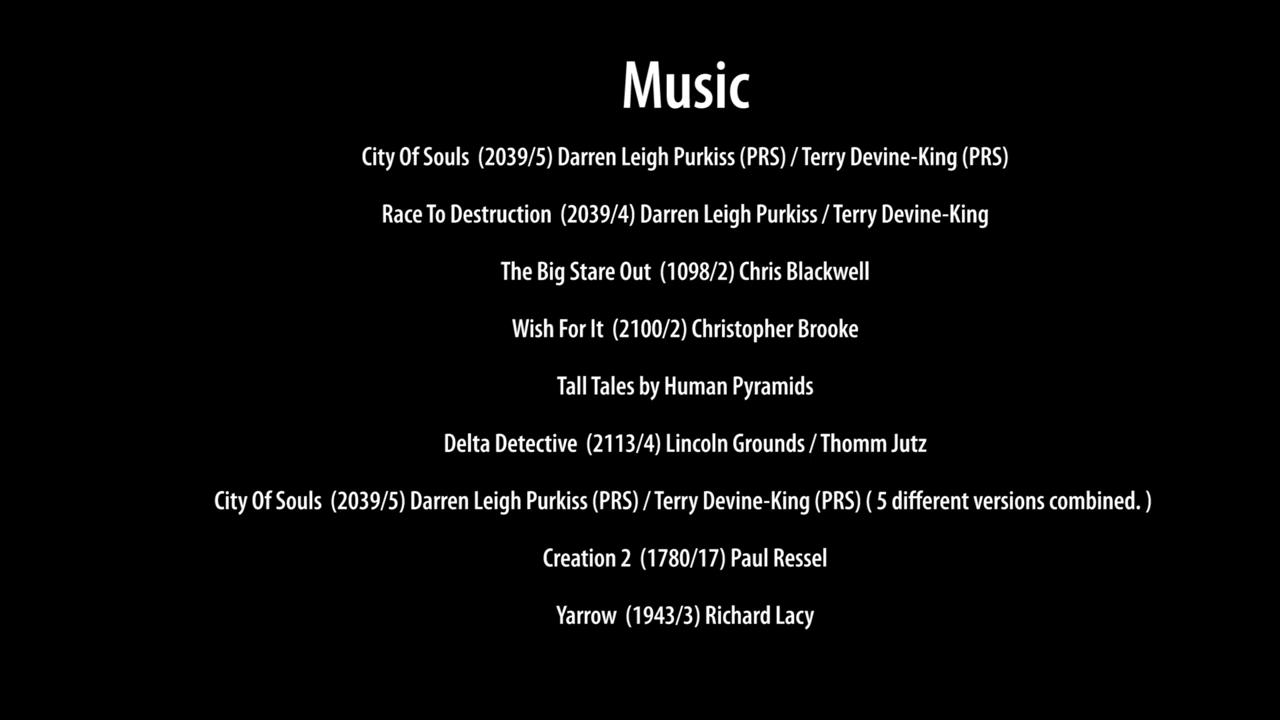 Music
City Of Souls (2039/5) Darren Leigh Purkiss (PRS) / Terry Devine-King (PRS)
Race To Destruction (2039/4) Darren Leigh Purkiss / Terry Devine-King
The Big Stare Out (1098/2) Chris Blackwell
Wish For It (2100/2) Christopher Brooke
Tall Tales by Human Pyramids
Delta Detective (2113/4) Lincoln Grounds / Thomm Jutz
City Of Souls (2039/5) Darren Leigh Purkiss (PRS) / Terry Devine-King (PRS) ( 5 different versions combined. )
Creation 2 (1780/17) Paul Ressel
Yarrow (1943/3) Richard Lacy